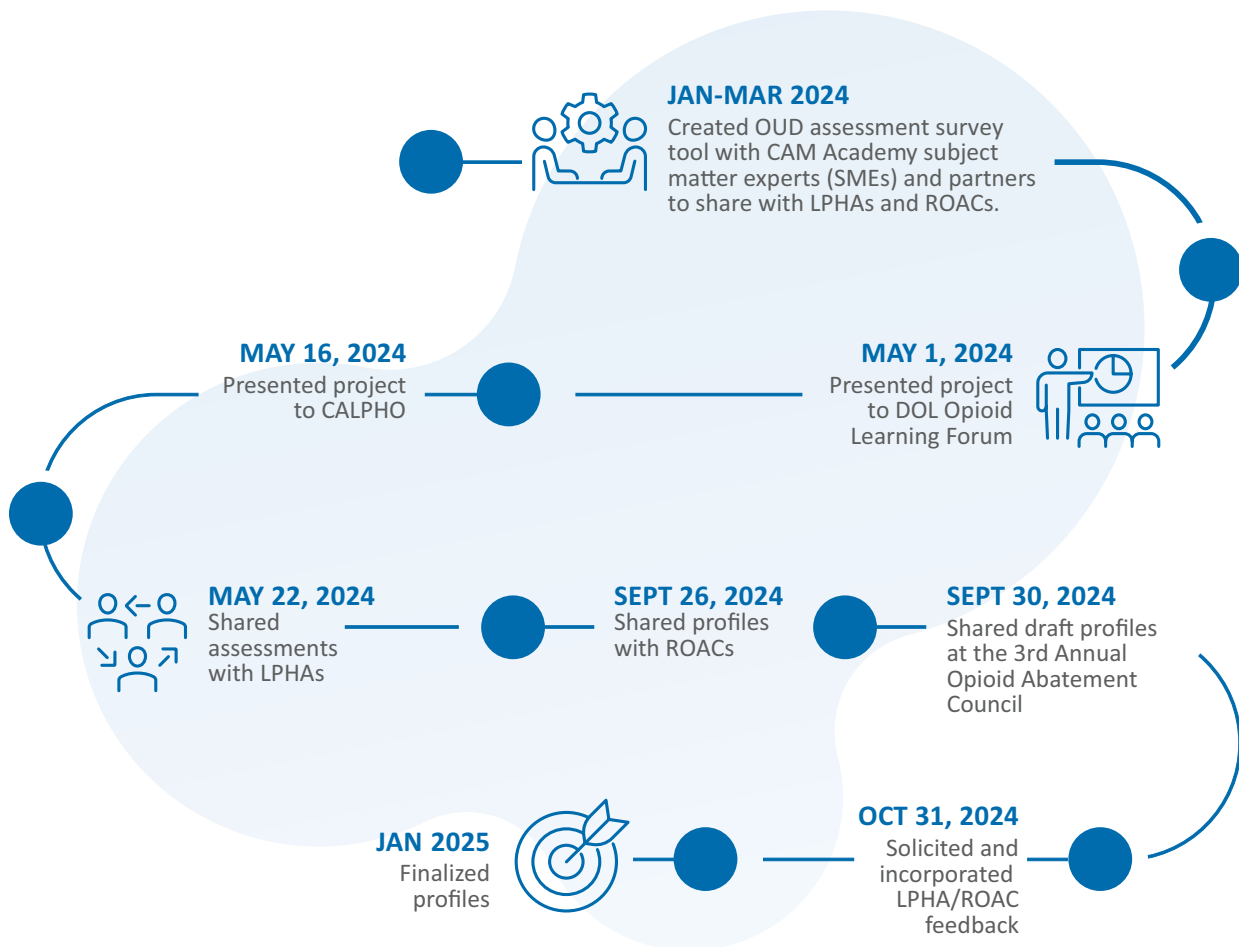 JAN-MAR 2024
Created OUD assessment survey
tool with CAM Academy subject
matter experts (SMEs) and partners
to share with LPHAs and ROACs.
MAY 1, 2024
Presented project
to DOL Opioid
Learning Forum
MAY 16, 2024
Presented project
to CALPHO
MAY 22, 2024
Shared
assessments
with LPHAs
SEPT 26, 2024
Shared profiles
with ROACs
SEPT 30, 2024
Shared draft profiles
at the 3rd Annual
Opioid Abatement
Council
OCT 31, 2024
Solicited and
incorporated
LPHA/ROAC
feedback
JAN 2025
Finalized
profiles